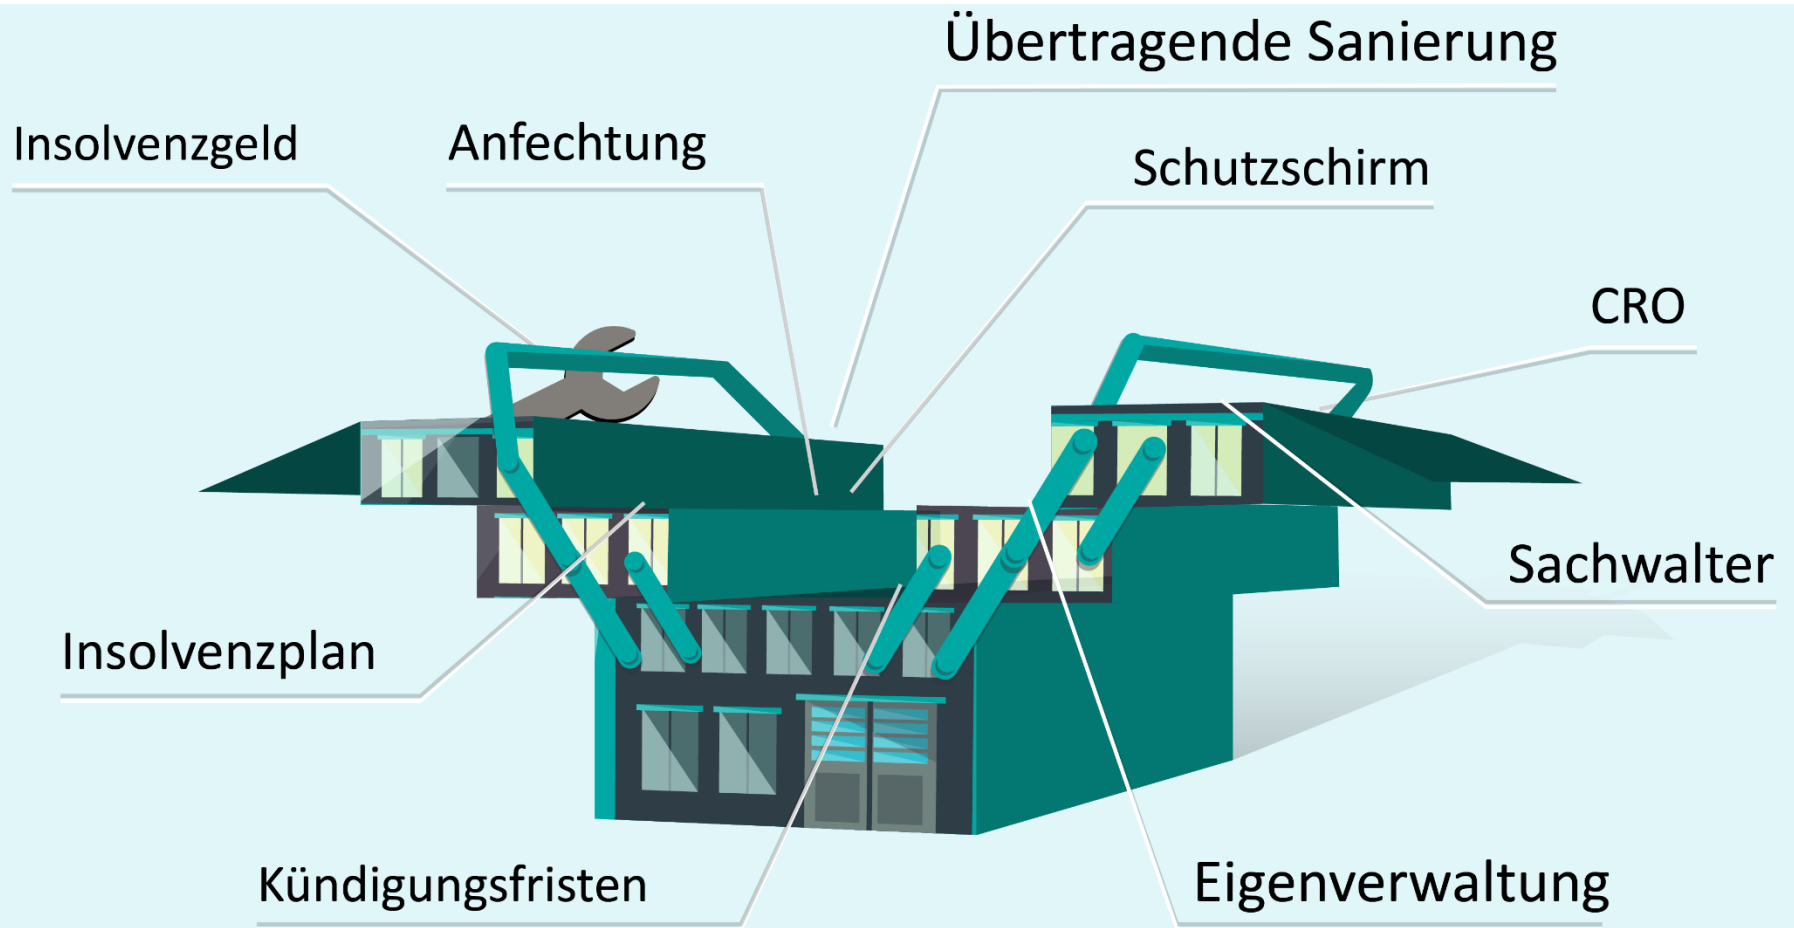 Übertragende Sanierung
Insolvenzgeld
Anfechtung
Schutzschirm
CRO
Sachwalter
Insolvenzplan
Kündigungsfristen
Eigenverwaltung